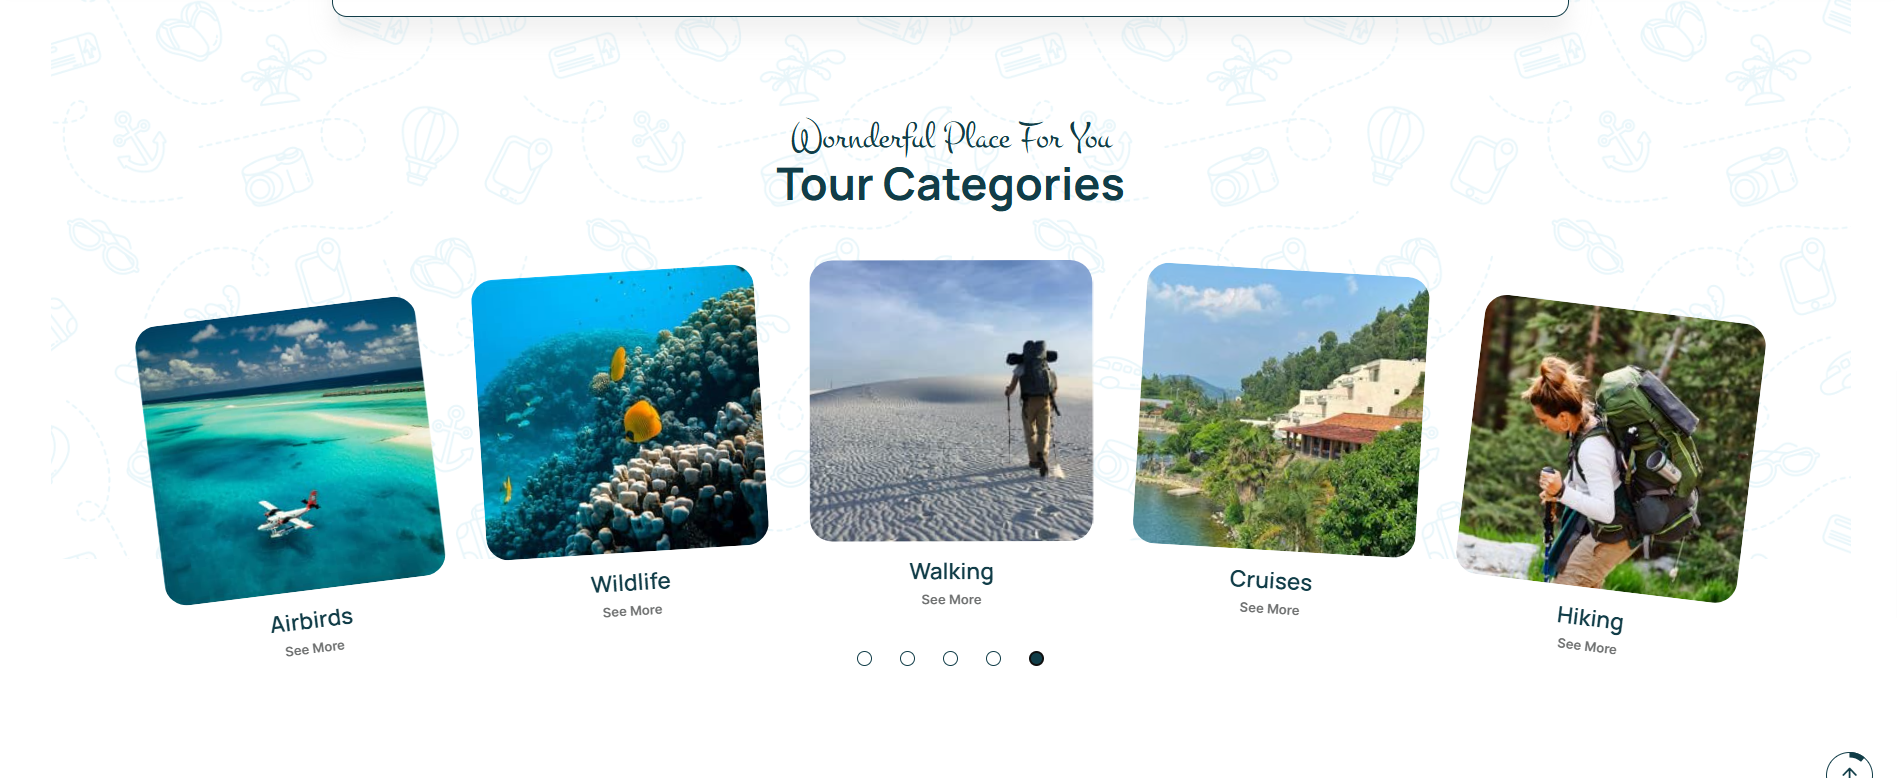 Wornderful Place For You
Tour Categories
Airbirds
See More
Wildlife
See More
Walking
See More
Cruises
See More
Hiking
See More